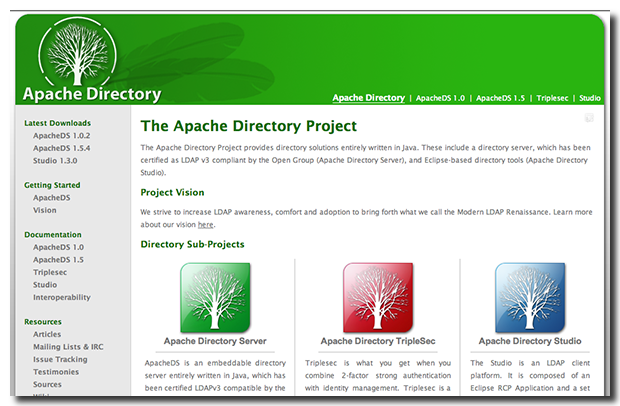 Apache Directory
Apache Directory | ApacheDS 1.0 | ApacheDS 1.5 | Triplesec | Studio
Latest Downloads
ApacheDS 1.0.2
ApacheDS 1.5.4
Studio 1.3.0
Getting Started
ApacheDS
Vision
Documentation
ApacheDS 1.0
ApacheDS 1.5
Triplesec
Studio
Interoperability
Resources
Articles
Mailing Lists & IRC
Issue Tracking
Testimonies
Sources
Wiki
The Apache Directory Project
The Apache Directory Project provides directory solutions entirely written in Java. These include a directory server, which has been
certified as LDAP v3 compliant by the Open Group (Apache Directory Server), and Eclipse-based directory tools (Apache Directory
Studio).
Project Vision
We strive to increase LDAP awareness, comfort and adoption to bring forth what we call the Modern LDAP Renaissance. Learn more
about our vision here.
Directory Sub-Projects
Apache Directory Server
ApacheDS is an embeddable directory
server entirely written in Java, which
has been certified LDAPv3 compatible by the
Apache Directory TripleSec
Triplesec is what you get when you
combine 2-factor strong authentication
with identity management. Triplesec is a
Apache Directory Studio
The Studio is an LDAP client
platform. It is composed of an
Eclipse RCP Application and a set